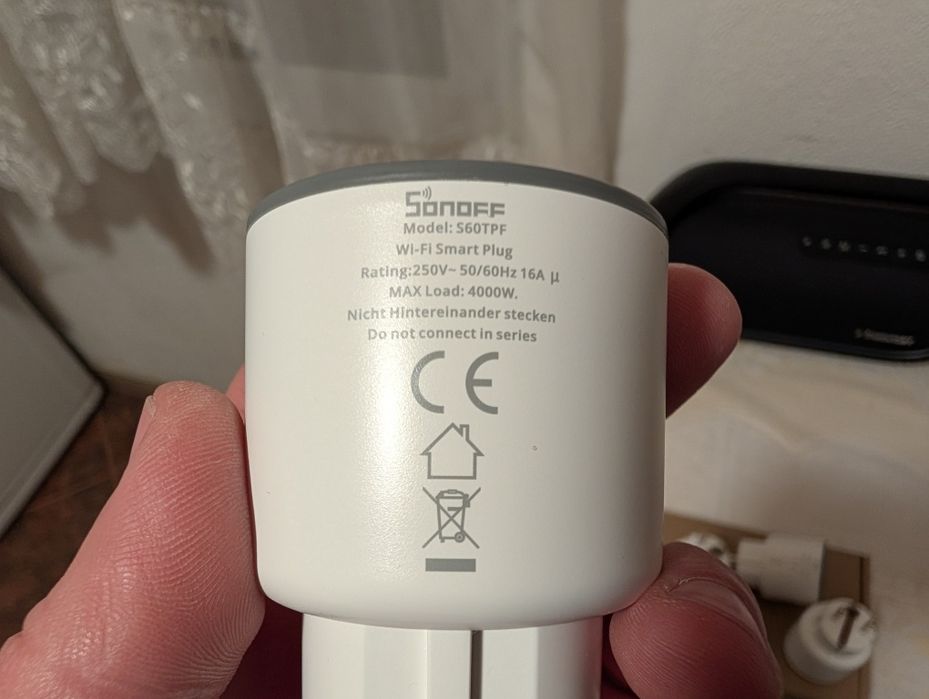 SONOFF
Model: S60TPF
Wi-Fi Smart Plug
Rating:250V~ 50/60Hz 16A µ
MAX Load: 4000W.
Nicht Hintereinander stecken
Do not connect in series
CE